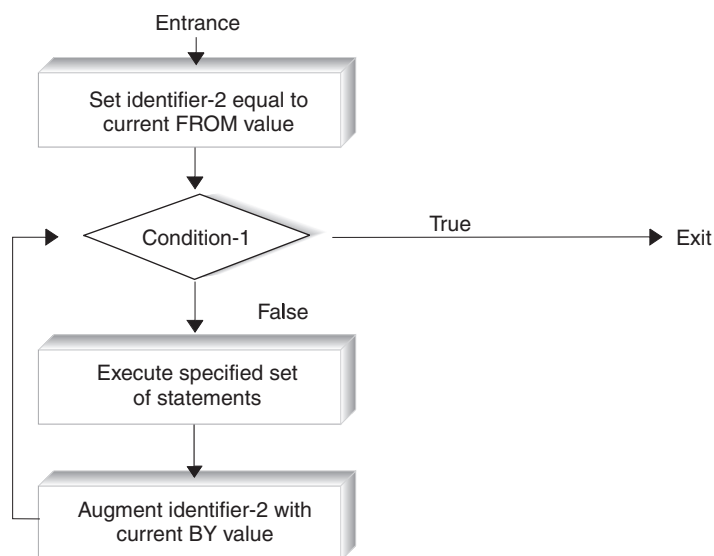 Entrance
Set identifier-2 equal to
current FROM value
Condition-1
True
Exit
False
Execute specified set
of statements
Augment identifier-2 with
current BY value